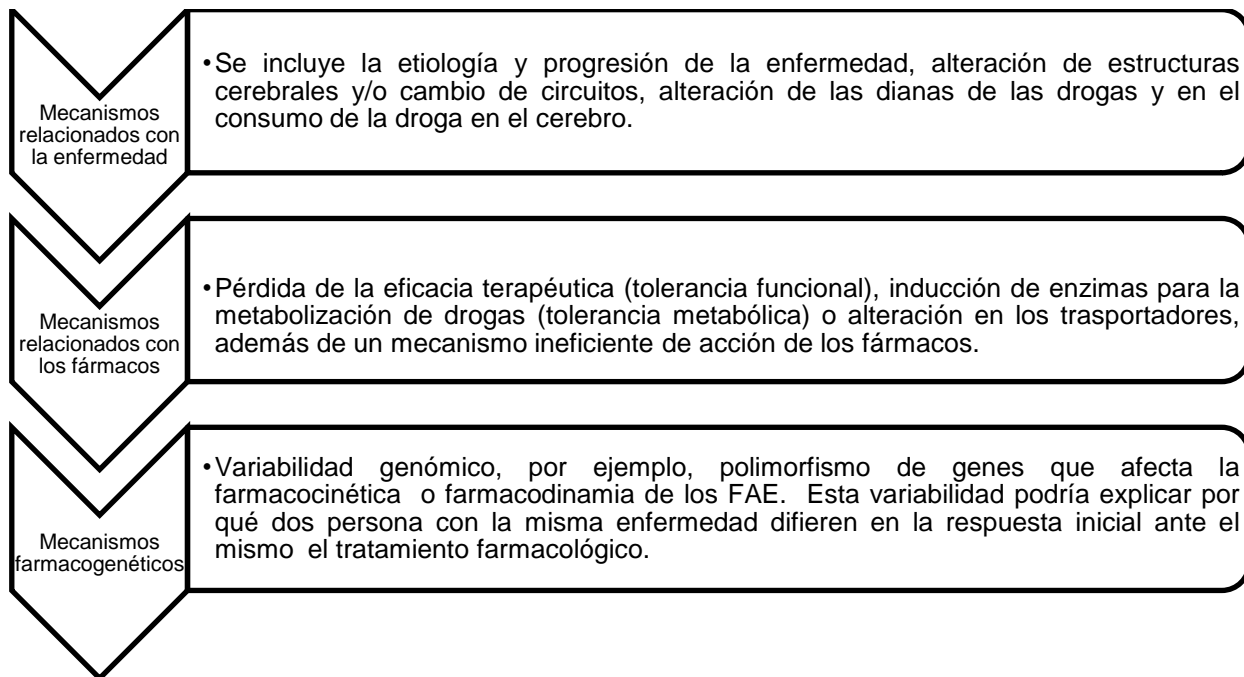 Mecanismos
relacionados con
la enfermedad
•Se incluye la etiología y progresión de la enfermedad, alteración de estructuras
cerebrales y/o cambio de circuitos, alteración de las dianas de las drogas y en el
consumo de la droga en el cerebro.
Mecanismos
relacionados con
los fármacos
•Pérdida de la eficacia terapéutica (tolerancia funcional), inducción de enzimas para la
metabolización de drogas (tolerancia metabólica) o alteración en los trasportadores,
además de un mecanismo ineficiente de acción de los fármacos.
Mecanismos
farmacogenéticos
•Variabilidad genómico, por ejemplo, polimorfismo de genes que afecta la
farmacocinética o farmacodinamia de los FAE. Esta variabilidad podría explicar por
qué dos persona con la misma enfermedad difieren en la respuesta inicial ante el
mismo el tratamiento farmacológico.